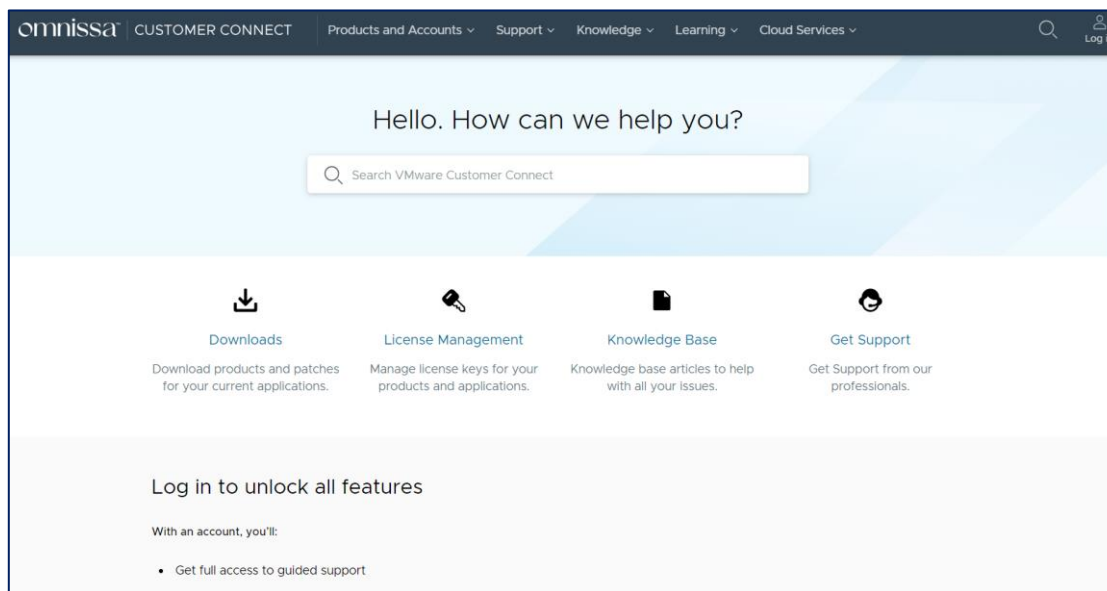 omnissa™ CUSTOMER CONNECT Products and Accounts Support Knowledge Learning Cloud Services
Log
Hello. How can we help you?
Search VMware Customer Connect
Downloads
Download products and patches
for your current applications.
License Management
Manage license keys for your
products and applications.
Knowledge Base
Knowledge base articles to help
with all your issues.
Get Support
Get Support from our
professionals.
Log in to unlock all features
With an account, you'll:
• Get full access to guided support